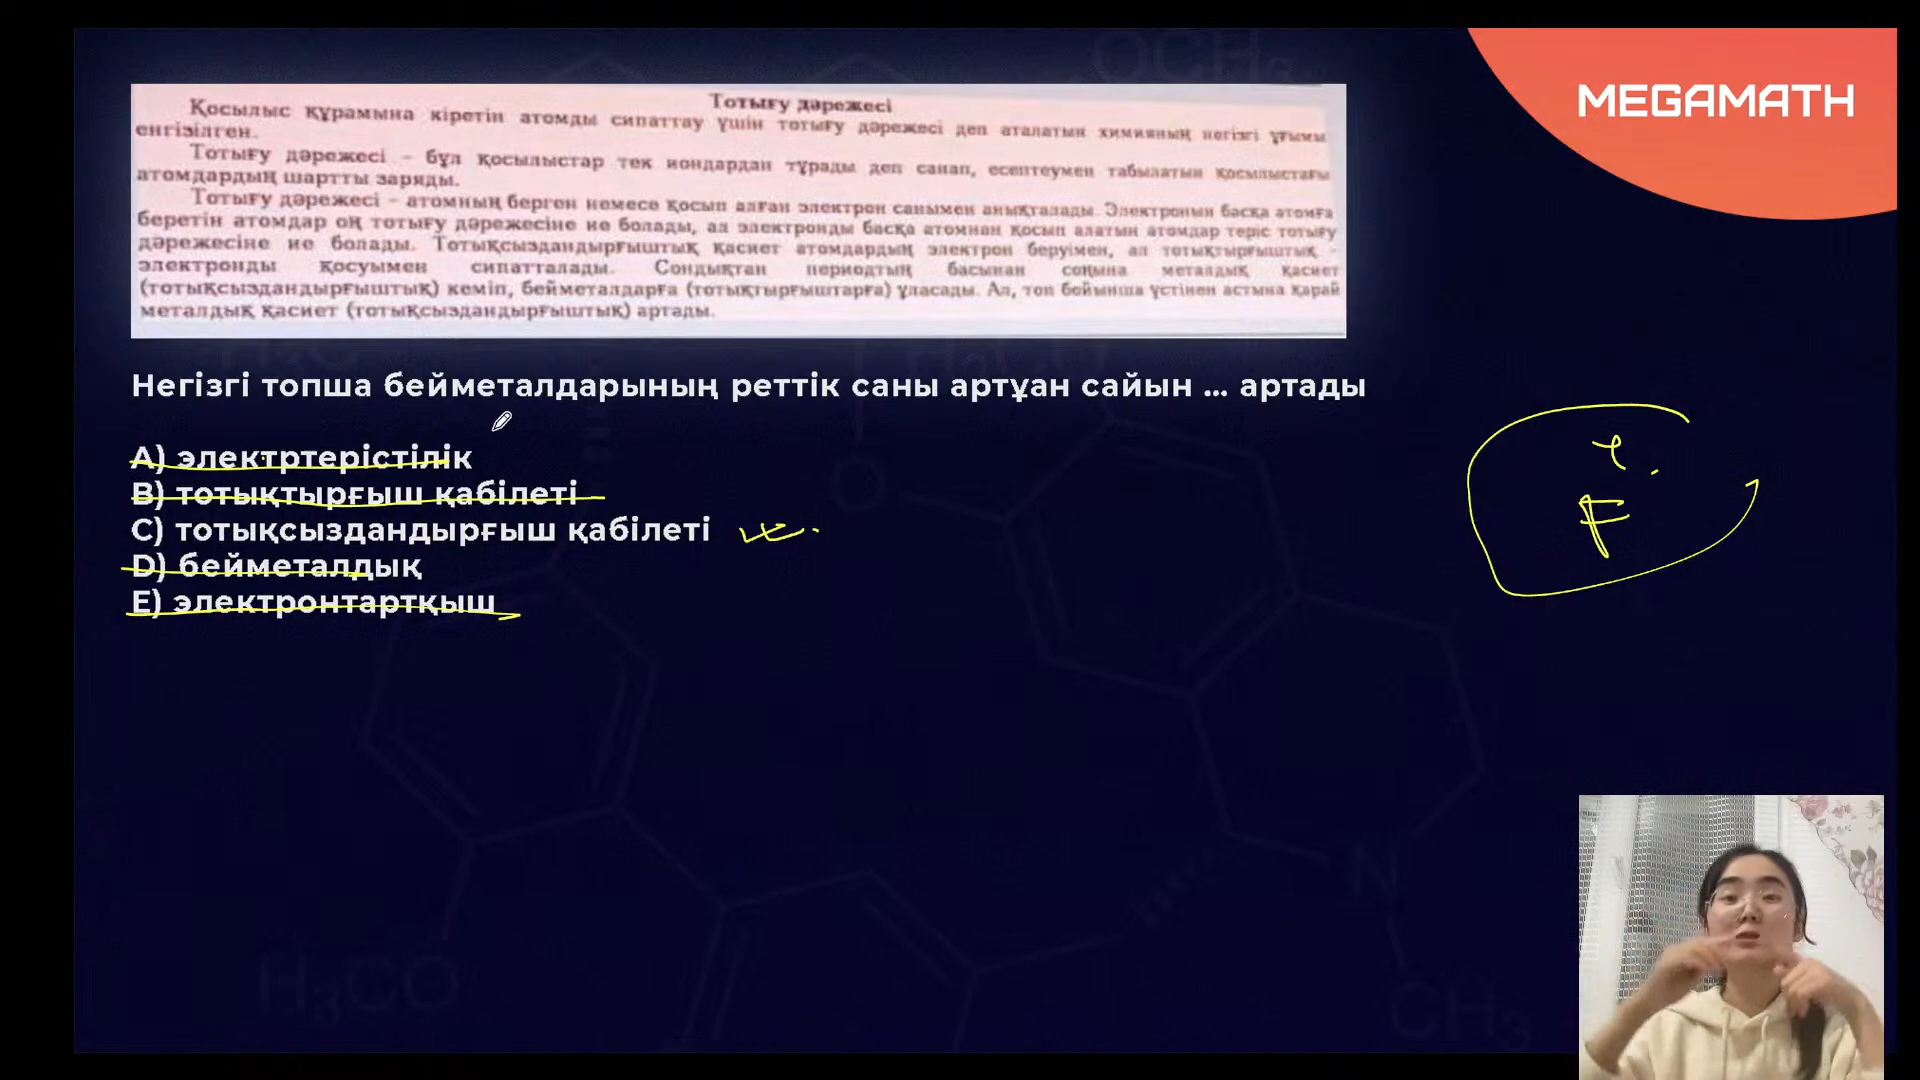 MEGAMATH
Тотығу дәрежесі
Қосылыс құрамына кіретін атомды сипаттау үшін тотығу дәрежесі деп аталатын химияның негізгі ұғымы
енгізілген.
Тотығу дәрежесі – бұл қосылыстар тек иондардан тұрады деп санап, есептеумен табылатын қосылыстағы
атомдардың шартты заряды.
Тотығу дәрежесі – атомның берген немесе қосып алған электрон санымен анықталады. Электронын басқа атомға
беретін атомдар оң тотығу дәрежесіне ие болады, ал электронды басқа атомнан қосып алатын атомдар теріс тотығу
дәрежесіне ие болады. Тотықсыздандырғыштық қасиет атомдардың электрон беруімен, ал тотықтырғыштық -
электронды қосуымен сипатталады. Сондықтан периодтың басынан соңына металдық қасиет
(тотықсыздандырғыштық) кеміп, бейметалдарға (тотықтырғыштарға) ұласады. Ал, топ бойынша үстінен астына қарай
металдық қасиет (тотықсыздандырғыштық) артады.
Негізгі топша бейметалдарының реттік саны артұан сайын ... артады
A) электртерістілік
B) тотықтырғыш қабілеті
C) тотықсыздандырғыш қабілеті
D) бейметалдық
E) электронтартқыш
F
OCH3
H3CO
O
N
H3CO
CH3